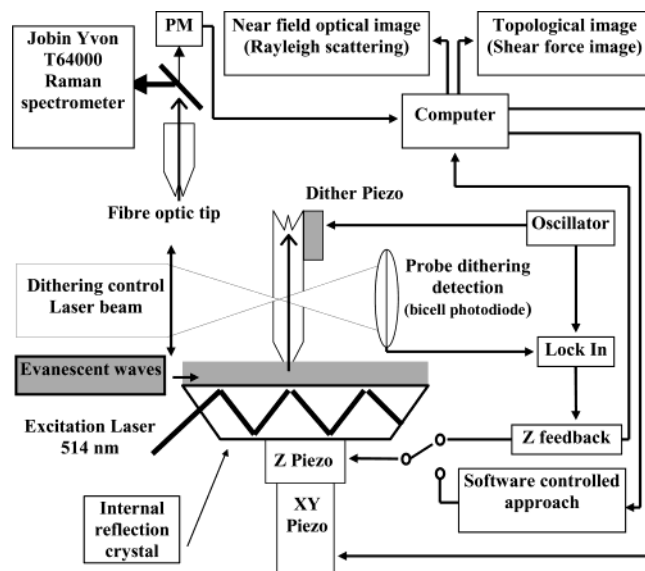 Jobin Yvon
T64000
Raman
spectrometer
PM
Near field optical image
(Rayleigh scattering)
Topological image
(Shear force image)
Computer
Fibre optic tip
Dither Piezo
Oscillator
Dithering control
Laser beam
Probe dithering
detection
(bicell photodiode)
Lock In
Evanescent waves
Excitation Laser
514 nm
Z feedback
Z Piezo
Software controlled
approach
XY
Piezo
Internal
reflection
crystal